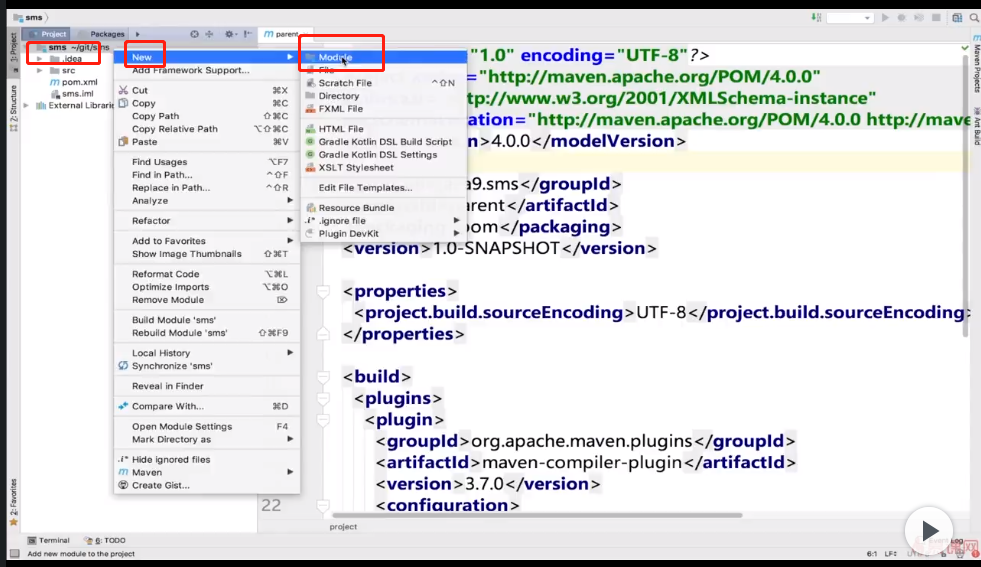 sms
Project
Packages
parent
sms ~/git/sms
.idea
src
pom.xml
sms.iml
External Librarie
1: Project
7: Structure
2: Favorites
Maven Projects
Ant Build
New
Add Framework Support...
Cut ⌘X
Copy ⌘C
Copy Path ⇧⌘C
Copy Relative Path ⌥⇧⌘C
Paste ⌘V
Find Usages ⌥F7
Find in Path... ^⇧F
Replace in Path... ^⇧R
Analyze
Refactor
Add to Favorites
Show Image Thumbnails ⇧⌘T
Reformat Code ⌥⌘L
Optimize Imports ⌥⌘O
Remove Module ⌦
Build Module 'sms'
Rebuild Module 'sms' ⇧⌘F9
Local History
Synchronize 'sms'
Reveal in Finder
Compare With... ⌘D
Open Module Settings F4
Mark Directory as
Hide ignored files
Maven
Create Gist...
Module
File
Scratch File ^⌥⇧N
Directory
FXML File
HTML File
Gradle Kotlin DSL Build Script
Gradle Kotlin DSL Settings
XSLT Stylesheet
Edit File Templates...
Resource Bundle
.ignore file
Plugin DevKit
"1.0" encoding="UTF-8"?>
="http://maven.apache.org/POM/4.0.0"
ttp://www.w3.org/2001/XMLSchema-instance"
ation="http://maven.apache.org/POM/4.0.0 http://mave
n>4.0.0</modelVersion>
a9.sms</groupId>
arent</artifactId>
om</packaging>
<version>1.0-SNAPSHOT</version>
<properties>
<project.build.sourceEncoding>UTF-8</project.build.sourceEncoding>
</properties>
<build>
<plugins>
<plugin>
<groupId>org.apache.maven.plugins</groupId>
<artifactId>maven-compiler-plugin</artifactId>
<version>3.7.0</version>
22 <configuration>
project
Terminal
6: TODO
Add new module to the project
6:1 LF÷